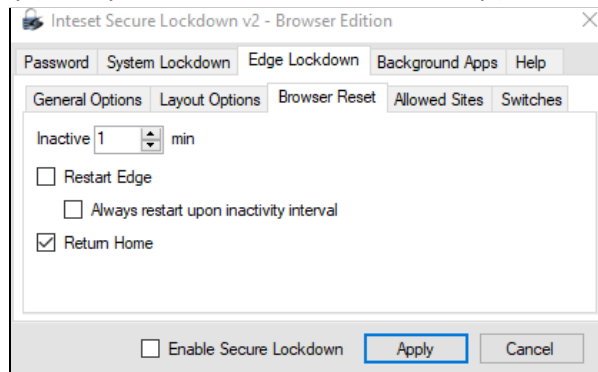 Inteset Secure Lockdown v2 - Browser Edition
Password System Lockdown Edge Lockdown Background Apps Help
General Options Layout Options Browser Reset Allowed Sites Switches
Inactive 1 min
Restart Edge
Always restart upon inactivity interval
Return Home
Enable Secure Lockdown Apply Cancel